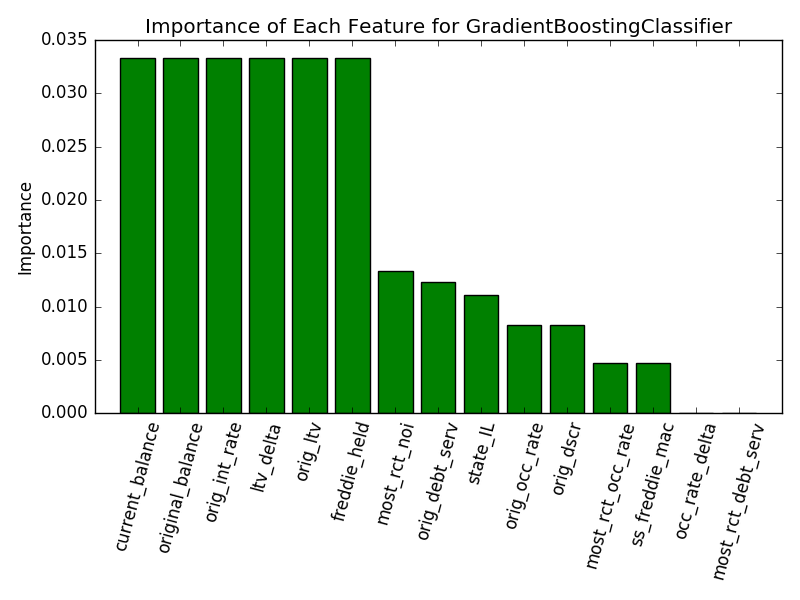 Importance of Each Feature for GradientBoostingClassifier
Importance
0.035
0.030
0.025
0.020
0.015
0.010
0.005
0.000
current_balance
original_balance
orig_int_rate
ltv_delta
orig_ltv
freddie_held
most_rct_noi
orig_debt_serv
state_IL
orig_occ_rate
orig_dscr
most_rct_occ_rate
ss_freddie_mac
occ_rate_delta
most_rct_debt_serv